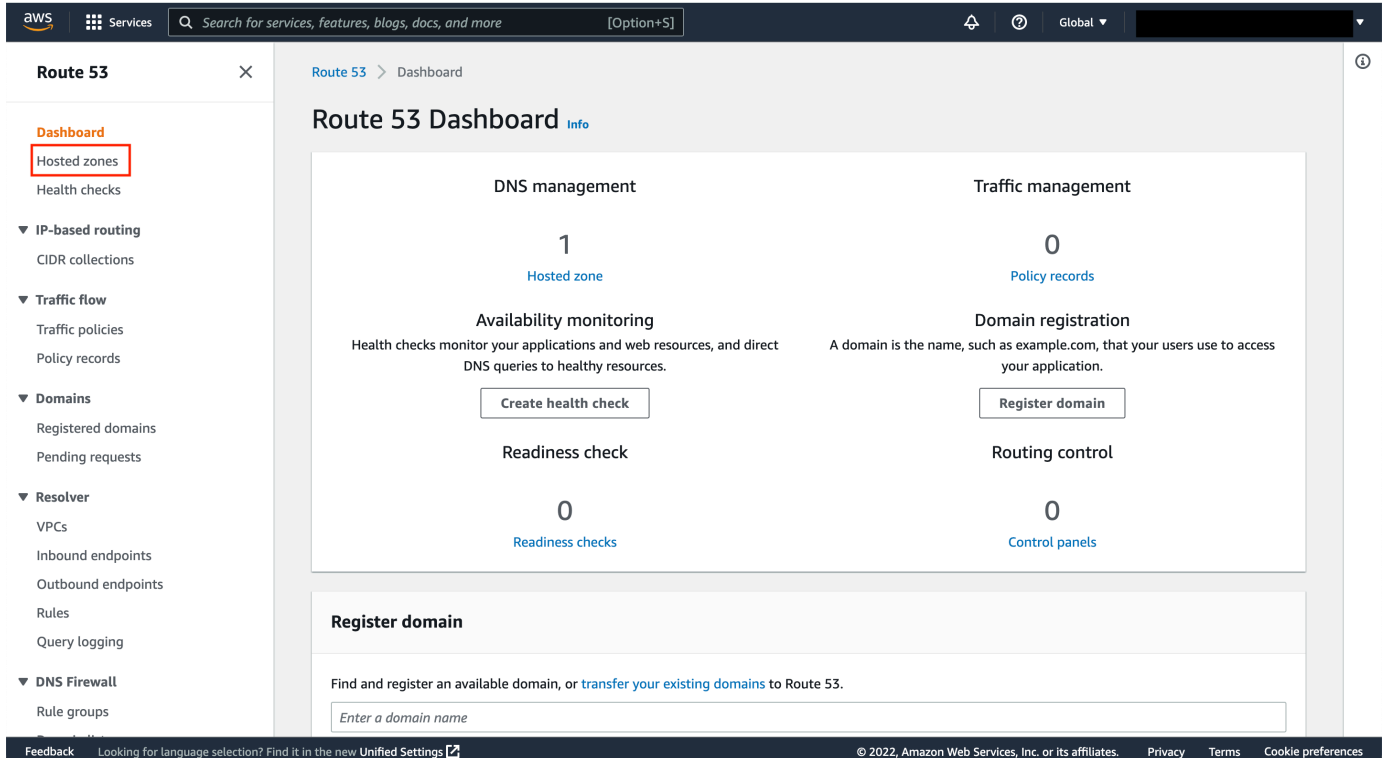 aws
Services
Search for services, features, blogs, docs, and more
[Option+S]
Global
Route 53
Dashboard
Hosted zones
Health checks
IP-based routing
CIDR collections
Traffic flow
Traffic policies
Policy records
Domains
Registered domains
Pending requests
Resolver
VPCs
Inbound endpoints
Outbound endpoints
Rules
Query logging
DNS Firewall
Rule groups
Route 53 > Dashboard
Route 53 Dashboard Info
DNS management
1
Hosted zone
Traffic management
0
Policy records
Availability monitoring
Health checks monitor your applications and web resources, and direct
DNS queries to healthy resources.
Create health check
Domain registration
A domain is the name, such as example.com, that your users use to access
your application.
Register domain
Readiness check
0
Readiness checks
Routing control
0
Control panels
Register domain
Find and register an available domain, or transfer your existing domains to Route 53.
Enter a domain name
Feedback
Looking for language selection? Find it in the new Unified Settings
© 2022, Amazon Web Services, Inc. or its affiliates.
Privacy
Terms
Cookie preferences